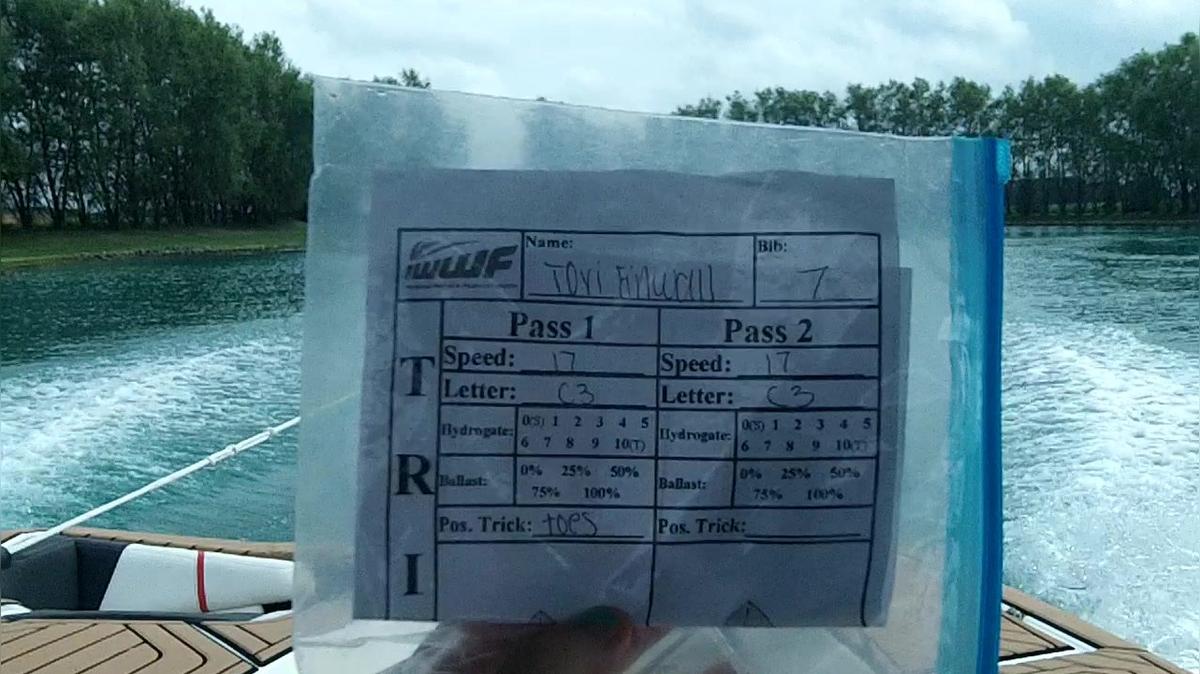 IWWF
Name: Tori
Bib: 7
TRI
Pass 1
Speed: 17
Letter: C3
Hydrogate: 0(S) 1 2 3 4 5
6 7 8 9 10(T)
Ballast: 0% 25% 50%
75% 100%
Pos. Trick: toes
Pass 2
Speed: 17
Letter: C3
Hydrogate: 0(S) 1 2 3 4 5
6 7 8 9 10(T)
Ballast: 0% 25% 50%
75% 100%
Pos. Trick: